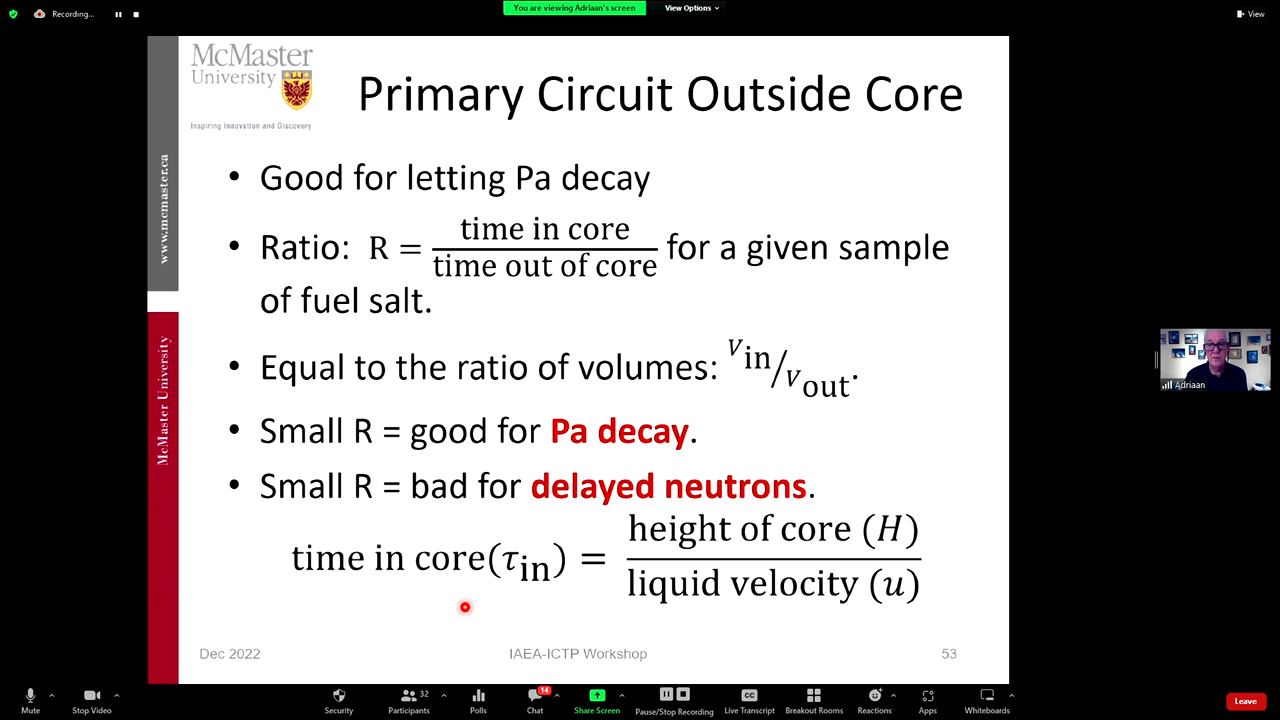 Recording...
You are viewing Adriaan's screen
View Options
View
McMaster
University
Inspiring Innovation and Discovery
www.mcmaster.ca
McMaster University
Primary Circuit Outside Core
• Good for letting Pa decay
• Ratio: R = time in core / time out of core for a given sample
of fuel salt.
• Equal to the ratio of volumes: Vin/Vout.
• Small R = good for Pa decay.
• Small R = bad for delayed neutrons.
time in core(τin) = height of core (H) / liquid velocity (u)
Dec 2022
IAEA-ICTP Workshop
53
Adriaan
Mute
Stop Video
Security
32
Participants
Polls
14
Chat
Share Screen
Pause/Stop Recording
CC
Live Transcript
Breakout Rooms
Reactions
Apps
Whiteboards
Leave